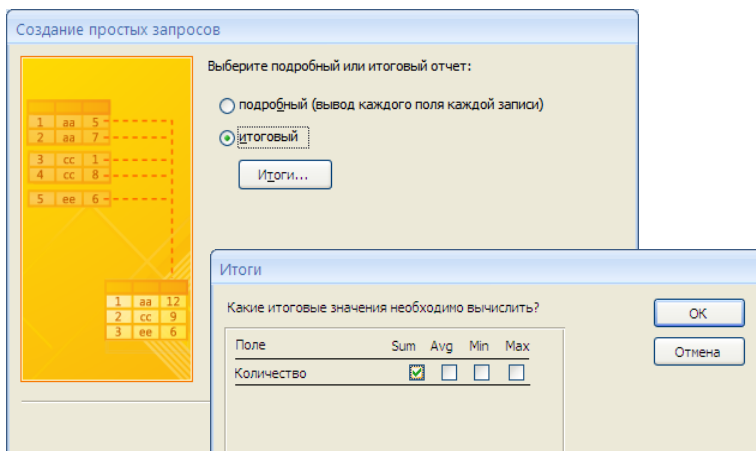 Создание простых запросов
Выберите подробный или итоговый отчет:
подробный (вывод каждого поля каждой записи)
итоговый
Итоги...
1 aa 5
2 aa 7
3 cc 1
4 cc 8
5 ee 6
1 aa 12
2 cc 9
3 ee 6
Итоги
Какие итоговые значения необходимо вычислить?
Поле Sum Avg Min Max
Количество
ОК
Отмена